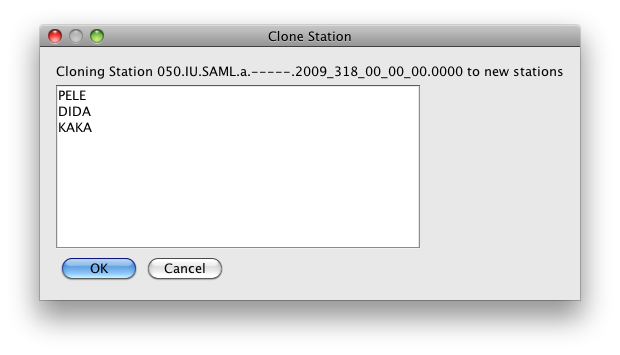 Clone Station
Cloning Station 050.IU.SAML.a.-----.2009_318_00_00_00.0000 to new stations
PELE
DIDA
KAKA
OK
Cancel